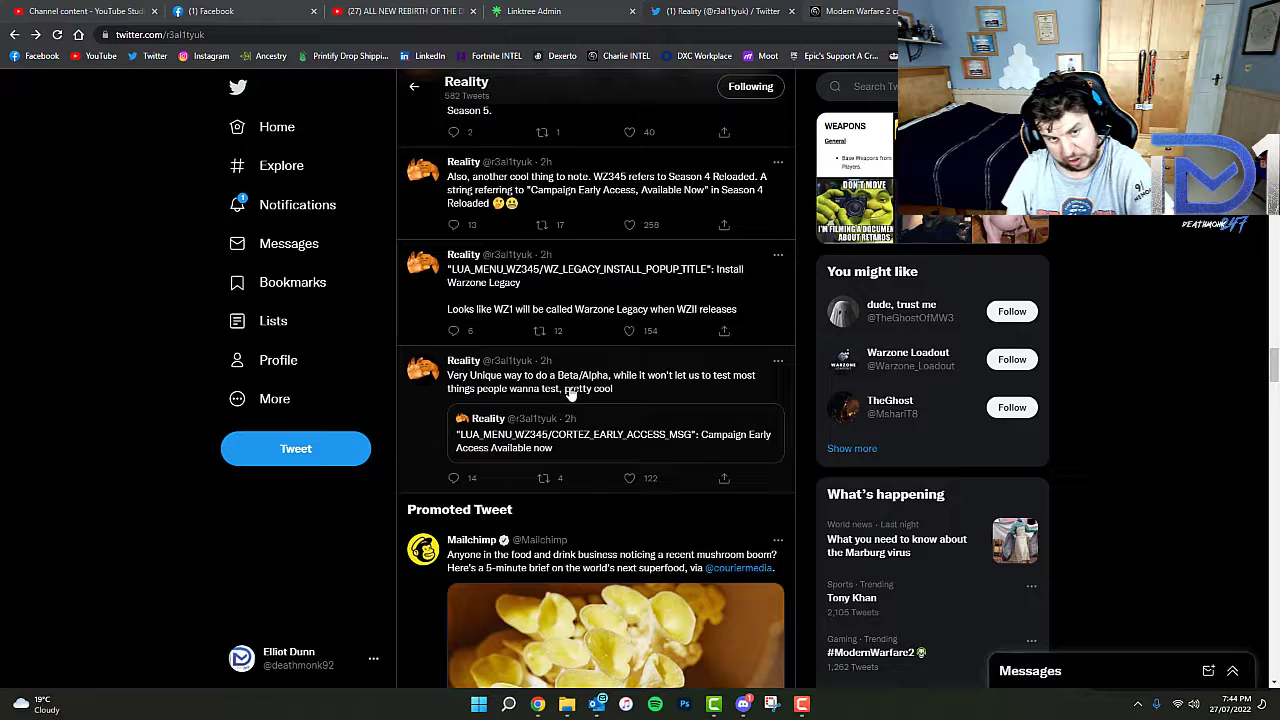 Channel content - YouTube Studi
Facebook
(27) ALL NEW REBIRTH OF THE D
Linktree Admin
(1) Reality (@r3al1tyuk) / Twitter
Modern Warfare 2 c
twitter.com/r3al1tyuk
Facebook
YouTube
Twitter
Instagram
Printify Drop Shippi...
LinkedIn
Fortnite INTEL
Dexerto
Charlie INTEL
DXC Workplace
Moot
Epic's Support A Cr...
Home
Explore
1
Notifications
Messages
Bookmarks
Lists
Profile
More
Tweet
Elliot Dunn
@deathmonk92
Reality
582 Tweets
Following
Season 5.
2
1
40
Reality @r3al1tyuk · 2h
Also, another cool thing to note. WZ345 refers to Season 4 Reloaded. A
string referring to "Campaign Early Access, Available Now" in Season 4
Reloaded
13
17
258
Reality @r3al1tyuk · 2h
"LUA_MENU_WZ345/WZ_LEGACY_INSTALL_POPUP_TITLE": Install
Warzone Legacy
Looks like WZ1 will be called Warzone Legacy when WZII releases
6
12
154
Reality @r3al1tyuk · 2h
Very Unique way to do a Beta/Alpha, while it won't let us to test most
things people wanna test, pretty cool
Reality @r3al1tyuk · 2h
"LUA_MENU_WZ345/CORTEZ_EARLY_ACCESS_MSG": Campaign Early
Access Available now
14
4
122
Promoted Tweet
Mailchimp @Mailchimp
Anyone in the food and drink business noticing a recent mushroom boom?
Here's a 5-minute brief on the world's next superfood, via @couriermedia.
Search Tw
WEAPONS
General
Base Weapons from
Players.
DON'T MOVE
I'M FILMING A DOCUMENT
ABOUT RETARDS
DEATHMONK 247
You might like
dude, trust me
@TheGhostOfMW3
Follow
Warzone Loadout
@Warzone_Loadout
Follow
TheGhost
@MshariT8
Follow
Show more
What's happening
World news · Last night
What you need to know about
the Marburg virus
Sports · Trending
Tony Khan
2,105 Tweets
Gaming · Trending
#ModernWarfare2
1,262 Tweets
Messages
19°C
Cloudy
7:44 PM
27/07/2022